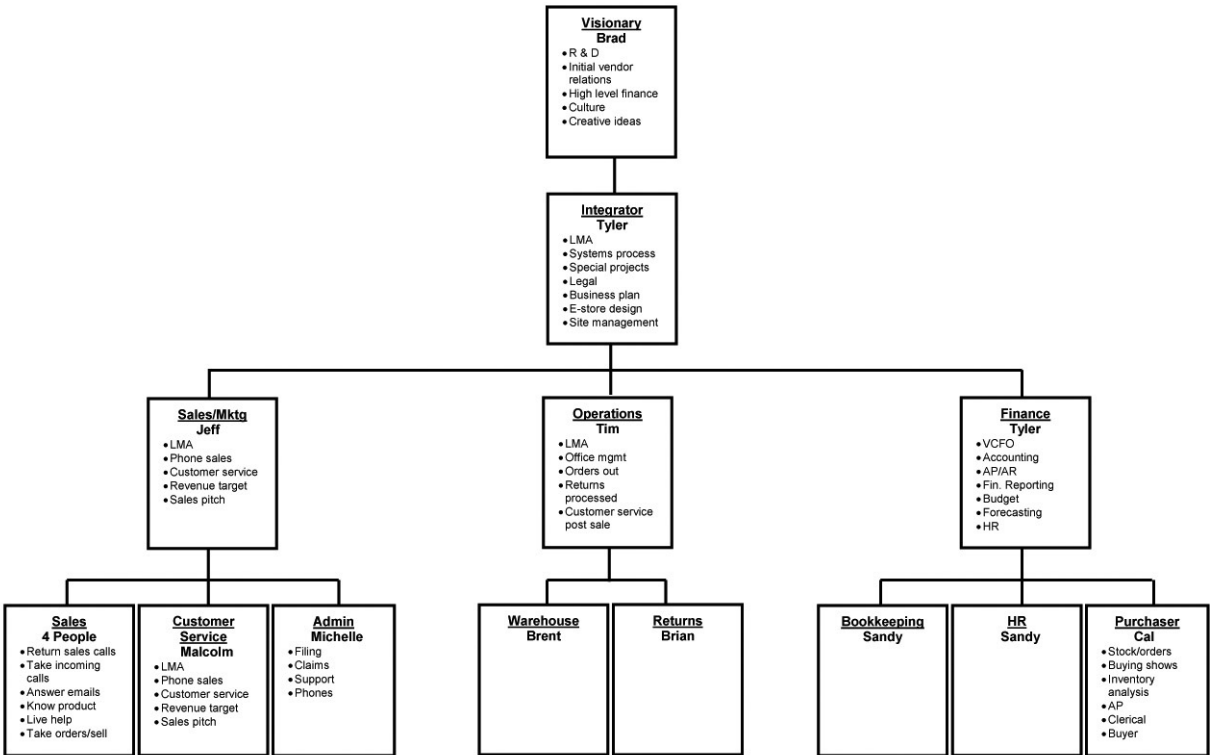 Visionary
Brad
• R & D
• Initial vendor
relations
• High level finance
• Culture
• Creative ideas
Integrator
Tyler
• LMA
• Systems process
• Special projects
• Legal
• Business plan
• E-store design
• Site management
Sales/Mktg
Jeff
• LMA
• Phone sales
• Customer service
• Revenue target
• Sales pitch
Operations
Tim
• LMA
• Office mgmt
• Orders out
• Returns
processed
• Customer service
post sale
Finance
Tyler
• VCFO
• Accounting
• AP/AR
• Fin. Reporting
• Budget
• Forecasting
• HR
Sales
4 People
• Return sales calls
• Take incoming
calls
• Answer emails
• Know product
• Live help
• Take orders/sell
Customer
Service
Malcolm
• LMA
• Phone sales
• Customer service
• Revenue target
• Sales pitch
Admin
Michelle
• Filing
• Claims
• Support
• Phones
Warehouse
Brent
Returns
Brian
Bookkeeping
Sandy
HR
Sandy
Purchaser
Cal
• Stock/orders
• Buying shows
• Inventory
analysis
• AP
• Clerical
• Buyer